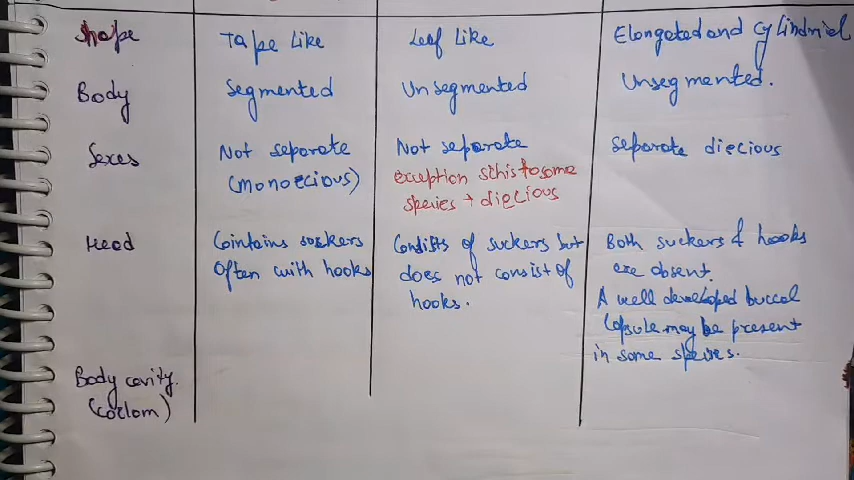 Shape
Tape Like
Leaf Like
Elongated and Cylindrical
Body
Segmented
Unsegmented
Unsegmented.
Sexes
Not separate
(monoecious)
Not separate
exception schistosome
species → diecious
separate diecious
Head
Contains suckers
Often with hooks
Consists of suckers but
does not consist of
hooks.
Both suckers & hooks
are absent.
A well developed buccal
Capsule may be present
in some species.
Body cavity.
(coelom)